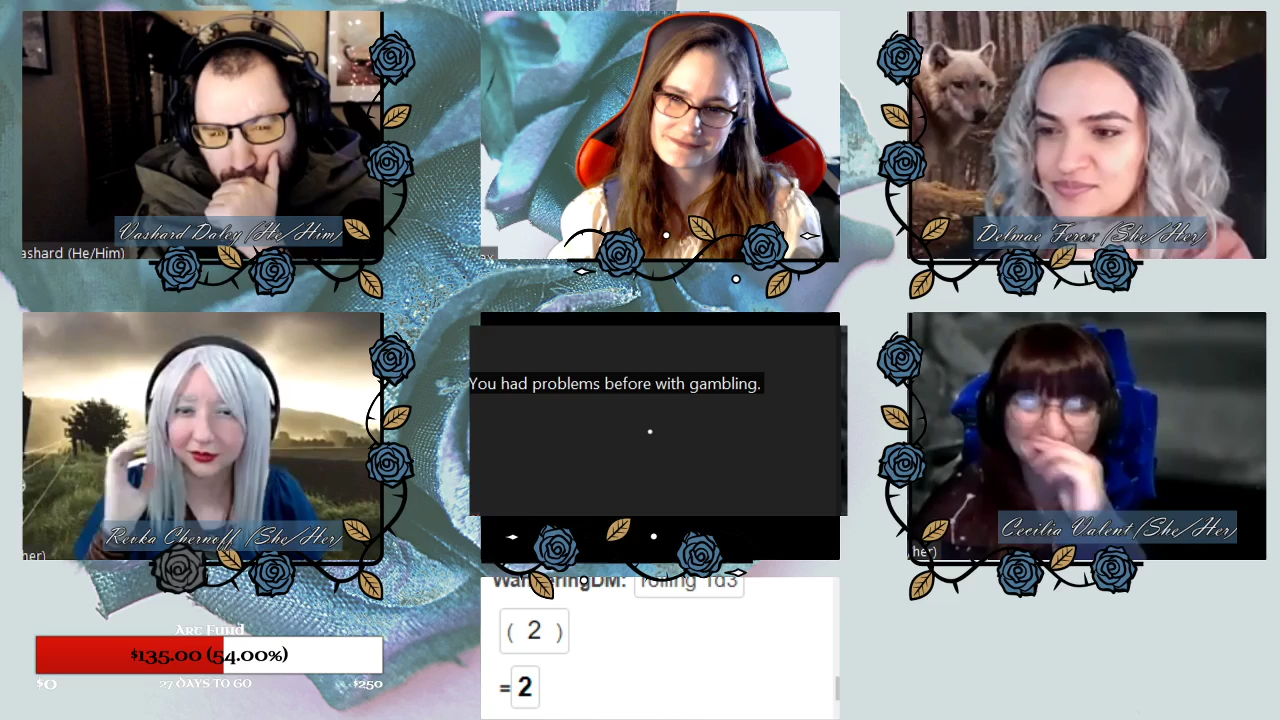 Vashard Daley (He/Him)
ashard (He/Him)
Delmae Ferox (She/Her)
You had problems before with gambling.
Revka Chernoff (She/Her)
her)
Cecilia Valent (She/Her)
her)
WanderingDM: rolling 1d3
( 2 )
=2
Art Fund
$135.00 (54.00%)
$0 27 days to go $250